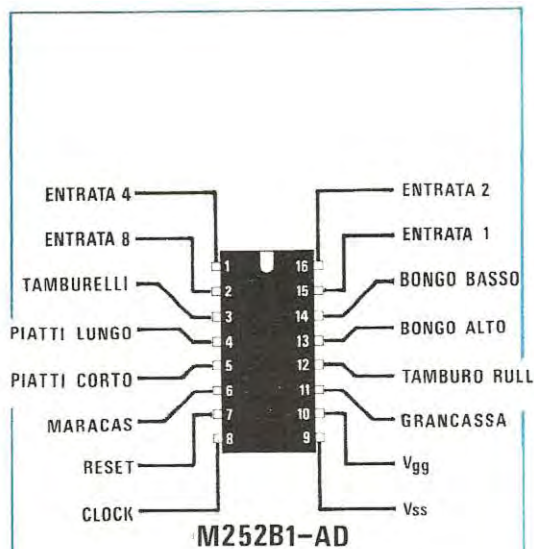 ENTRATA 4
ENTRATA 2
ENTRATA 8
ENTRATA 1
TAMBURELLI
BONGO BASSO
PIATTI LUNGO
BONGO ALTO
PIATTI CORTO
TAMBURO RULL
MARACAS
GRANCASSA
RESET
Vgg
CLOCK
Vss
1 16
2 15
3 14
4 13
5 12
6 11
7 10
8 9
M252B1-AD